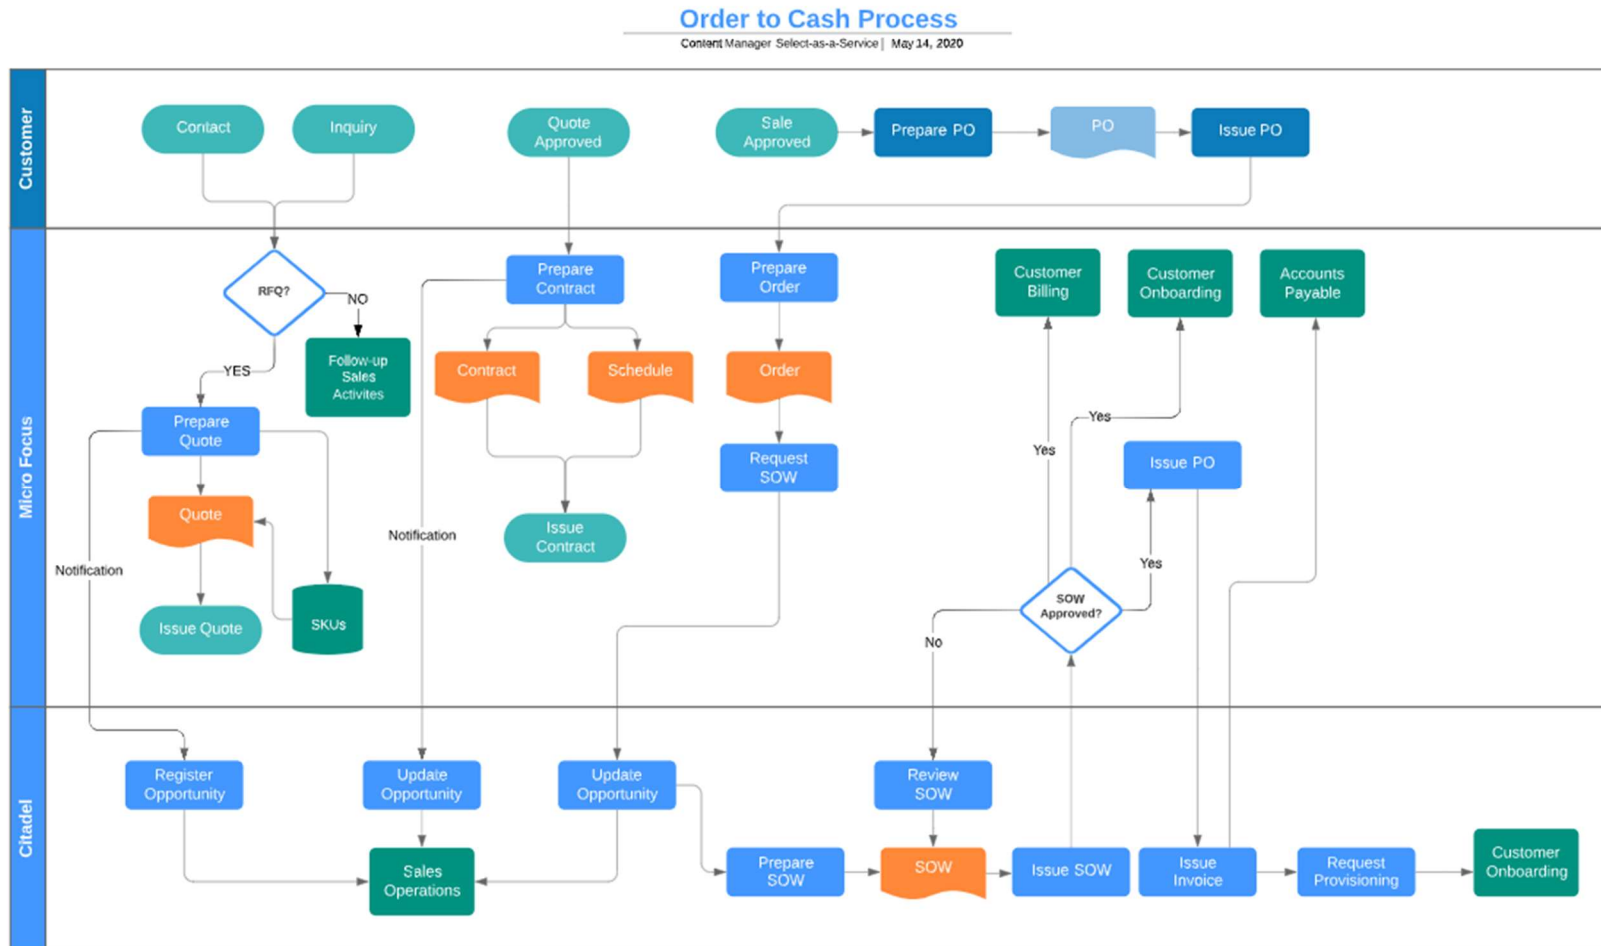 Order to Cash Process
Content Manager Select-as-a-Service | May 14, 2020
Customer
Contact
Inquiry
Quote
Approved
Sale
Approved
Prepare PO
PO
Issue PO
Micro Focus
RFQ?
NO
YES
Follow-up
Sales
Activites
Prepare
Quote
Quote
Issue Quote
SKUs
Notification
Prepare
Contract
Contract
Schedule
Issue
Contract
Notification
Prepare
Order
Order
Request
SOW
Customer
Billing
Customer
Onboarding
Accounts
Payable
Yes
Yes
Issue PO
Yes
SOW
Approved?
No
Citadel
Register
Opportunity
Update
Opportunity
Update
Opportunity
Sales
Operations
Review
SOW
Prepare
SOW
SOW
Issue SOW
Issue
Invoice
Request
Provisioning
Customer
Onboarding